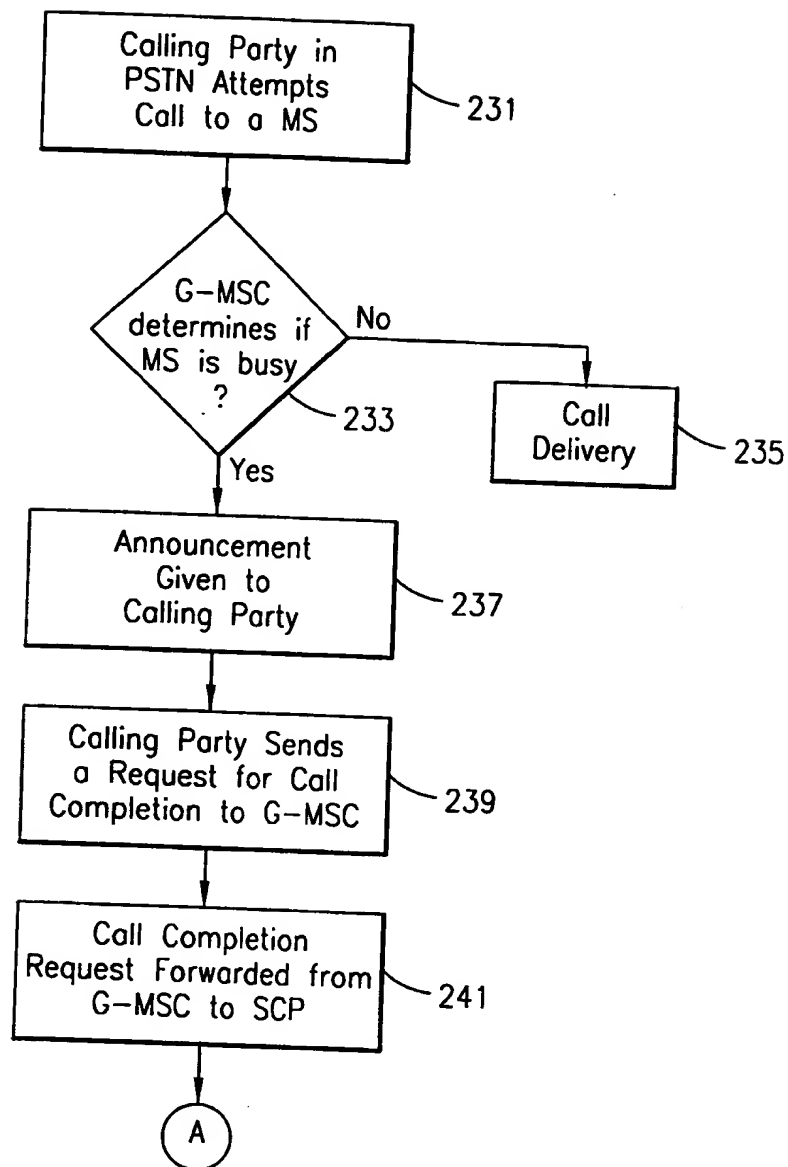 Calling Party in
PSTN Attempts
Call to a MS
231
G-MSC
determines if
MS is busy
?
No
233
Call
Delivery
235
Yes
Announcement
Given to
Calling Party
237
Calling Party Sends
a Request for Call
Completion to G-MSC
239
Call Completion
Request Forwarded from
G-MSC to SCP
241
A